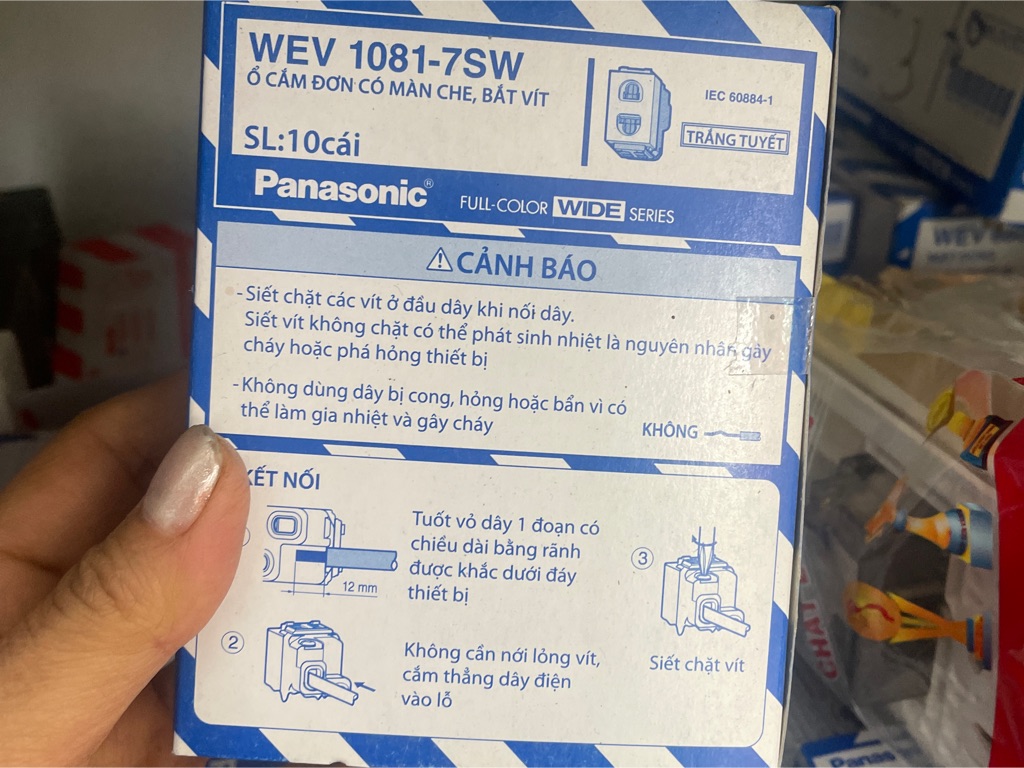 WEV 1081-7SW
Ổ CẮM ĐƠN CÓ MÀN CHE, BẮT VÍT
SL:10cái
IEC 60884-1
TRẮNG TUYẾT
Panasonic®
FULL-COLOR WIDE SERIES
⚠ CẢNH BÁO
- Siết chặt các vít ở đầu dây khi nối dây.
Siết vít không chặt có thể phát sinh nhiệt là nguyên nhân gây
cháy hoặc phá hỏng thiết bị
- Không dùng dây bị cong, hỏng hoặc bẩn vì có
thể làm gia nhiệt và gây cháy
KHÔNG
KẾT NỐI
12 mm
Tuốt vỏ dây 1 đoạn có
chiều dài bằng rãnh
được khắc dưới đáy
thiết bị
②
Không cần nới lỏng vít,
cắm thẳng dây điện
vào lỗ
③
Siết chặt vít
WEV
Panas